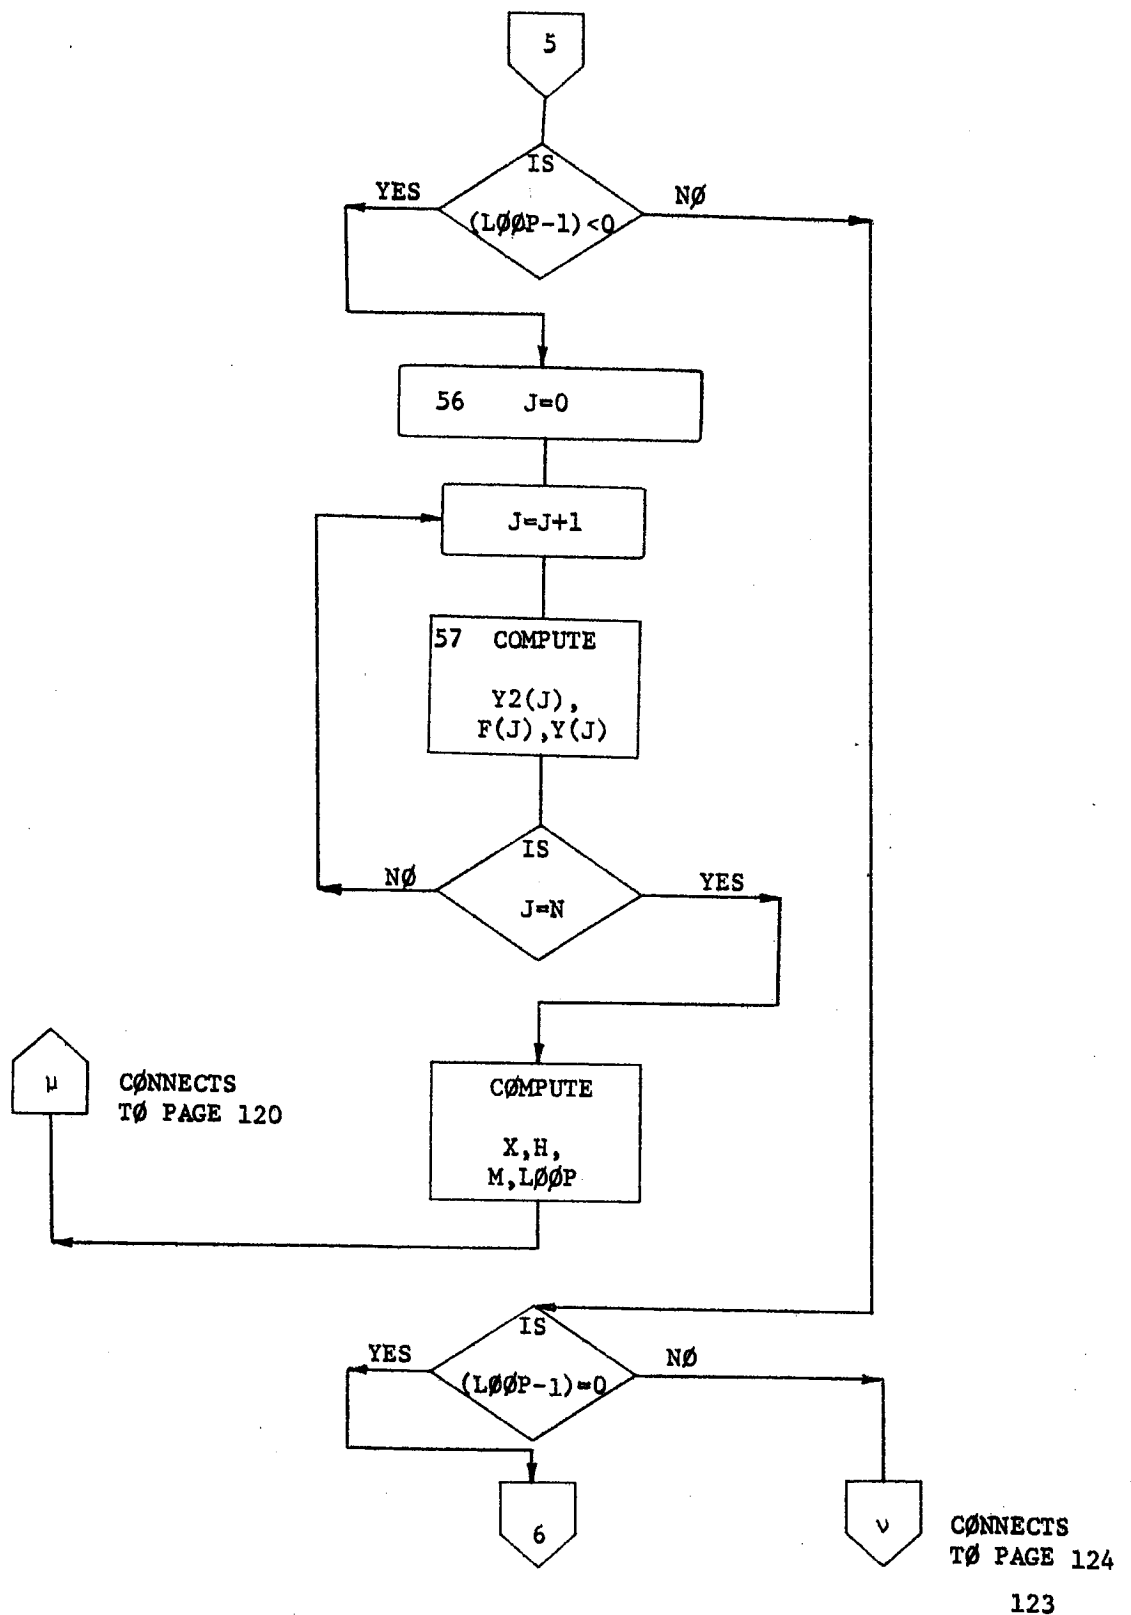 5
IS
YES
NØ
(LØØP-1)<0
56 J=0
J=J+1
57 COMPUTE
Y2(J),
F(J),Y(J)
IS
NØ
YES
J=N
µ
CØNNECTS
TØ PAGE 120
CØMPUTE
X,H,
M,LØØP
IS
YES
NØ
(LØØP-1)=0
6
ν
CØNNECTS
TØ PAGE 124
123